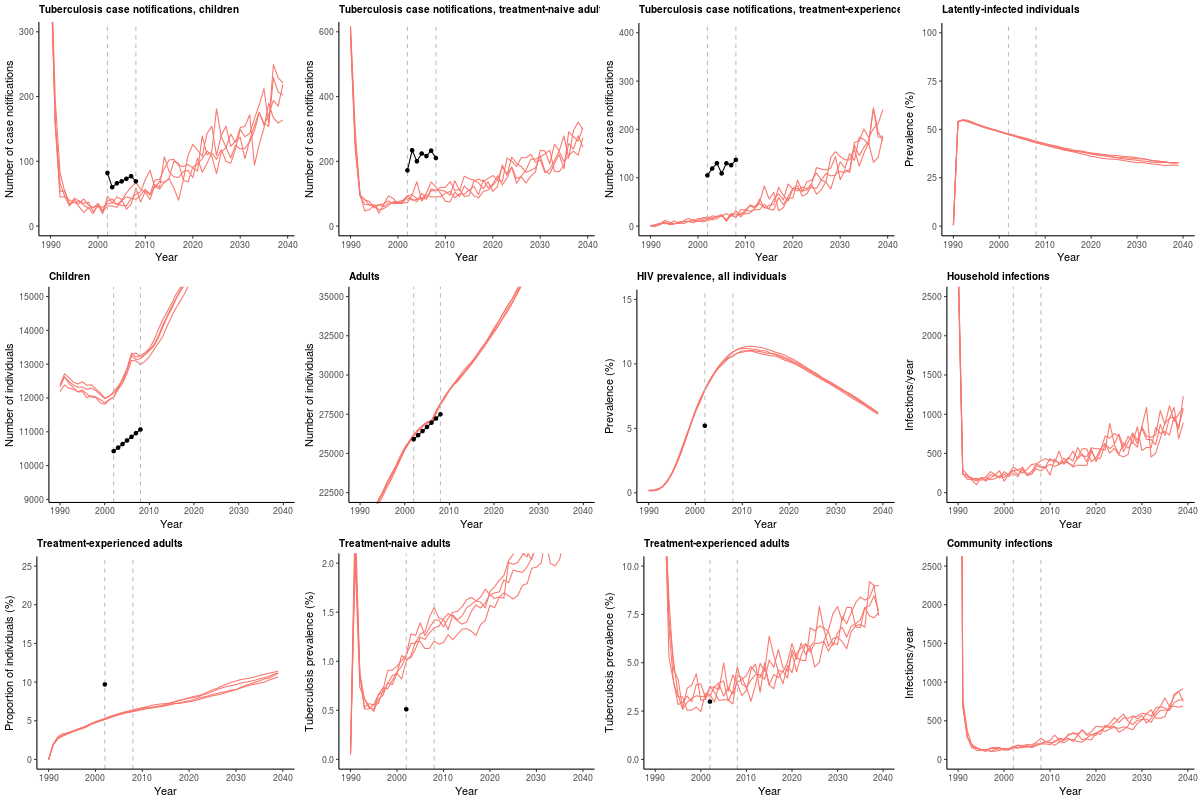 Tuberculosis case notifications, children
Number of case notifications
300
200
100
0
1990 2000 2010 2020 2030 2040
Year
Tuberculosis case notifications, treatment-naive adul
Number of case notifications
600
400
200
0
1990 2000 2010 2020 2030 2040
Year
Tuberculosis case notifications, treatment-experience
Number of case notifications
400
300
200
100
0
1990 2000 2010 2020 2030 2040
Year
Latently-infected individuals
Prevalence (%)
100
75
50
25
0
1990 2000 2010 2020 2030 2040
Year
Children
Number of individuals
15000
14000
13000
12000
11000
10000
9000
1990 2000 2010 2020 2030 2040
Year
Adults
Number of individuals
35000
32500
30000
27500
25000
22500
1990 2000 2010 2020 2030 2040
Year
HIV prevalence, all individuals
Prevalence (%)
15
10
5
0
1990 2000 2010 2020 2030 2040
Year
Household infections
Infections/year
2500
2000
1500
1000
500
0
1990 2000 2010 2020 2030 2040
Year
Treatment-experienced adults
Proportion of individuals (%)
25
20
15
10
5
0
1990 2000 2010 2020 2030 2040
Year
Treatment-naive adults
Tuberculosis prevalence (%)
2.0
1.5
1.0
0.5
0.0
1990 2000 2010 2020 2030 2040
Year
Treatment-experienced adults
Tuberculosis prevalence (%)
10.0
7.5
5.0
2.5
0.0
1990 2000 2010 2020 2030 2040
Year
Community infections
Infections/year
2500
2000
1500
1000
500
0
1990 2000 2010 2020 2030 2040
Year